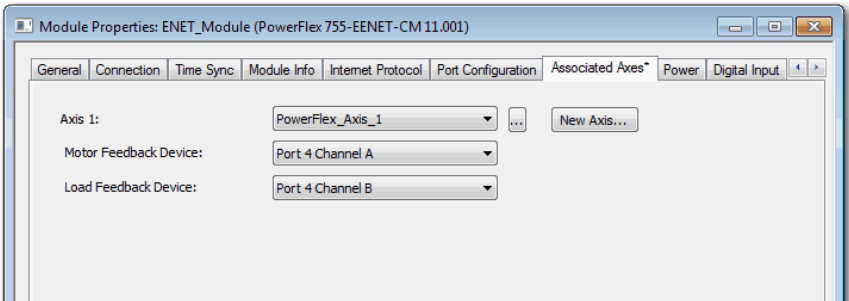 Module Properties: ENET_Module (PowerFlex 755-EENET-CM 11.001)
General Connection Time Sync Module Info Internet Protocol Port Configuration Associated Axes* Power Digital Input
Axis 1: PowerFlex_Axis_1 ... New Axis...
Motor Feedback Device: Port 4 Channel A
Load Feedback Device: Port 4 Channel B